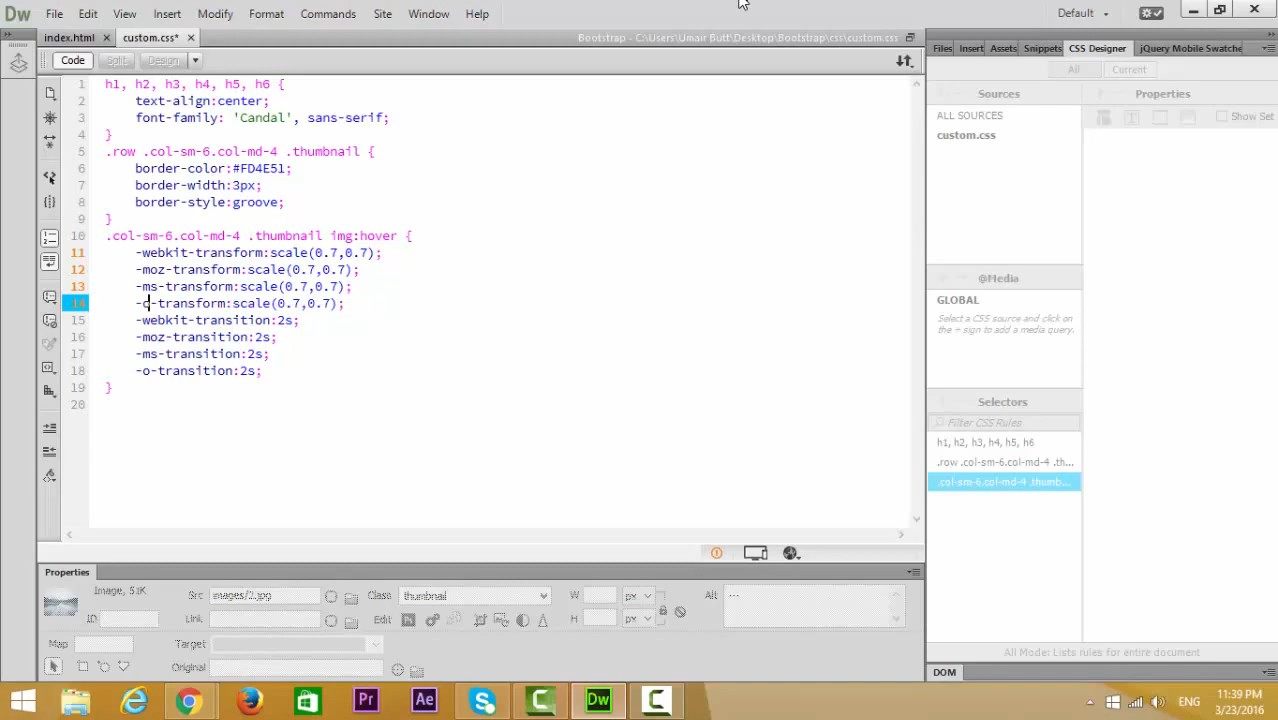 Dw File Edit View Insert Modify Format Commands Site Window Help Default
index.html custom.css* Bootstrap - C:\Users\Umair Butt\Desktop\Bootstrap\css\custom.css
Code Split Design
1 h1, h2, h3, h4, h5, h6 {
2 text-align:center;
3 font-family: 'Candal', sans-serif;
4 }
5 .row .col-sm-6.col-md-4 .thumbnail {
6 border-color:#FD4E51;
7 border-width:3px;
8 border-style:groove;
9 }
10 .col-sm-6.col-md-4 .thumbnail img:hover {
11 -webkit-transform:scale(0.7,0.7);
12 -moz-transform:scale(0.7,0.7);
13 -ms-transform:scale(0.7,0.7);
14 -o-transform:scale(0.7,0.7);
15 -webkit-transition:2s;
16 -moz-transition:2s;
17 -ms-transition:2s;
18 -o-transition:2s;
19 }
20
Files Insert Assets Snippets CSS Designer jQuery Mobile Swatche
All Current
Sources Properties
ALL SOURCES Show Set
custom.css
@Media
GLOBAL
Select a CSS source and click on
the + sign to add a media query.
Selectors
Filter CSS Rules
h1, h2, h3, h4, h5, h6
.row .col-sm-6.col-md-4 .th...
.col-sm-6.col-md-4 .thumb...
All Mode: Lists rules for entire document
DOM
Properties
Image, Src Class thumbnail W px Alt
ID Link Edit H px
Map Target
Original
Pr Ae Dw ENG 11:39 PM
3/23/2016